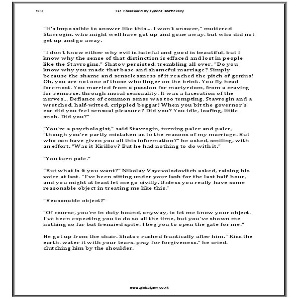 "It's impossible to answer like this.... I won't answer," muttered
Stavrogin, who might well have got up and gone away, but who did not
get up and go away.
"I don't know either why evil is hateful and good is beautiful, but I
know why the sense of that distinction is effaced and lost in people
like the Stavrogins," Shatov persisted, trembling all over. "Do you
know why you made that base and shameful marriage? Simply
because the shame and senselessness of it reached the pitch of genius!
Oh, you are not one of those who linger on the brink. You fly head
foremost. You married from a passion for martyrdom, from a craving
for remorse, through moral sensuality. It was a laceration of the
nerves... Defiance of common sense was too tempting. Stavrogin and a
wretched, half-witted, crippled beggar! When you bit the governor's
ear did you feel sensual pleasure? Did you? You idle, loafing, little
snob. Did you?"
"You're a psychologist," said Stavrogin, turning paler and paler,
"though you're partly mistaken as to the reasons of my marriage. But
who can have given you all this information?" he asked, smiling, with
an effort. "Was it Kirillov? But he had nothing to do with it."
"You turn pale."
"But what is it you want?" Nikolay Vsyevolodovitch asked, raising his
voice at last. "I've been sitting under your lash for the last half-hour,
and you might at least let me go civilly. Unless you really have some
reasonable object in treating me like this."
"Reasonable object?"
"Of course, you're in duty bound, anyway, to let me know your object.
I've been expecting you to do so all the time, but you've shown me
nothing so far but frenzied spite. I beg you to open the gate for me."
He got up from the chair. Shatov rushed frantically after him. "Kiss the
earth, water it with your tears, pray for forgiveness," he cried,
clutching him by the shoulder.